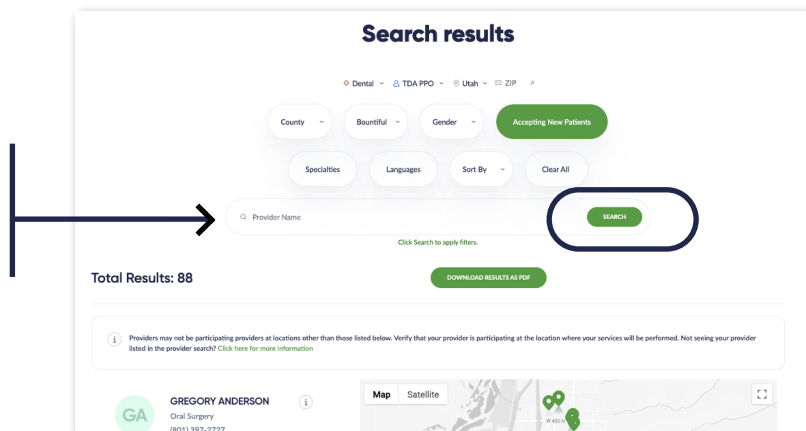 Search results
Dental TDA PPO Utah ZIP
County Bountiful Gender Accepting New Patients
Specialties Languages Sort By Clear All
Provider Name SEARCH
Click Search to apply filters.
Total Results: 88 DOWNLOAD RESULTS AS PDF
i Providers may not be participating providers at locations other than those listed below. Verify that your provider is participating at the location where your services will be performed. Not seeing your provider
listed in the provider search? Click here for more information
GREGORY ANDERSON i Map Satellite
GA Oral Surgery
(801) 397-2727 W 400 N